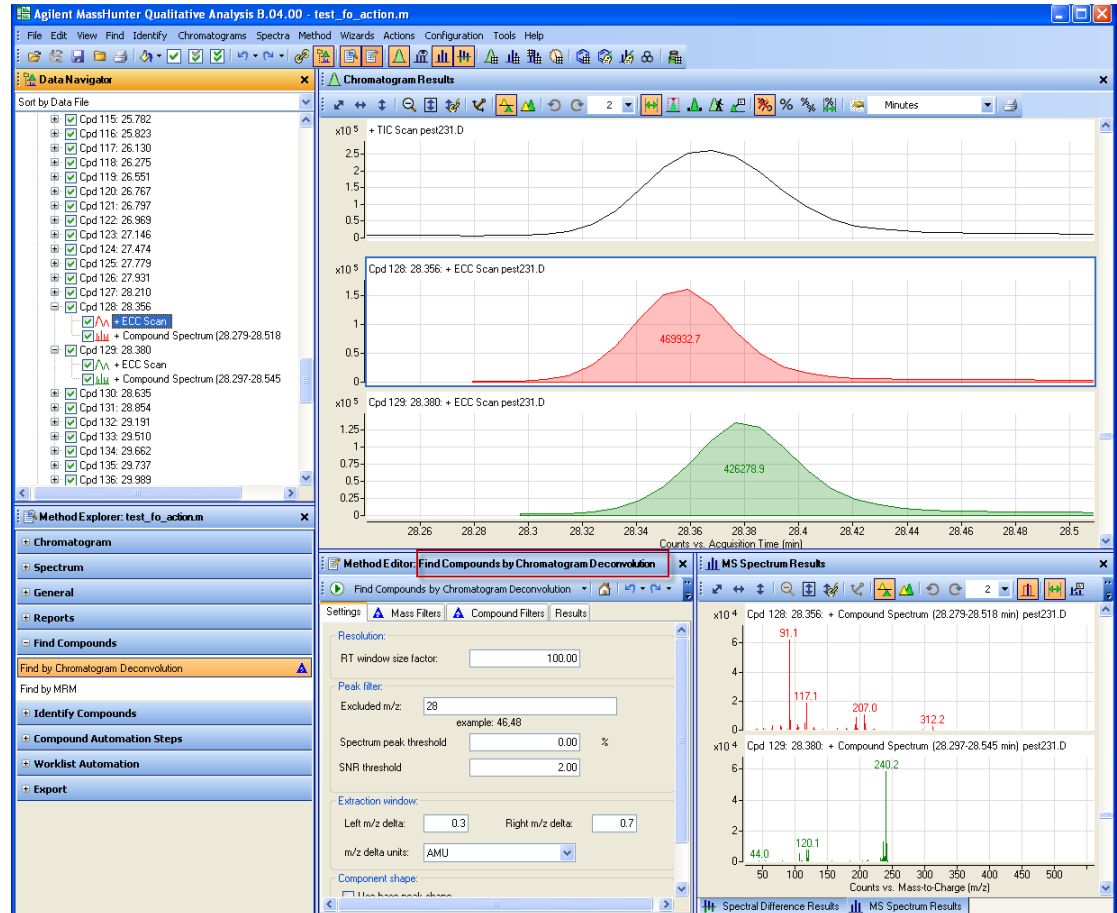 Agilent MassHunter Qualitative Analysis B.04.00 - test_fo_action.m
File Edit View Find Identify Chromatograms Spectra Method Wizards Actions Configuration Tools Help
Data Navigator
Sort by Data File
Cpd 115: 25.782
Cpd 116: 25.823
Cpd 117: 26.130
Cpd 118: 26.275
Cpd 119: 26.551
Cpd 120: 26.767
Cpd 121: 26.797
Cpd 122: 26.969
Cpd 123: 27.146
Cpd 124: 27.474
Cpd 125: 27.779
Cpd 126: 27.931
Cpd 127: 28.210
Cpd 128: 28.356
+ ECC Scan
+ Compound Spectrum (28.279-28.518
Cpd 129: 28.380
+ ECC Scan
+ Compound Spectrum (28.297-28.545
Cpd 130: 28.635
Cpd 131: 28.854
Cpd 132: 29.191
Cpd 133: 29.510
Cpd 134: 29.662
Cpd 135: 29.737
Cpd 136: 29.989
Method Explorer: test_fo_action.m
Chromatogram
Spectrum
General
Reports
Find Compounds
Find by Chromatogram Deconvolution
Find by MRM
Identify Compounds
Compound Automation Steps
Worklist Automation
Export
Chromatogram Results
2 % Minutes
x10 5 + TIC Scan pest231.D
2.5
2
1.5
1
0.5
0
x10 5 Cpd 128: 28.356: + ECC Scan pest231.D
1.5
1
0.5
0
469932.7
x10 5 Cpd 129: 28.380: + ECC Scan pest231.D
1.25
1
0.75
0.5
0.25
0
426278.9
28.26 28.28 28.3 28.32 28.34 28.36 28.38 28.4 28.42 28.44 28.46 28.48 28.5
Counts vs. Acquisition Time (min)
Method Editor: Find Compounds by Chromatogram Deconvolution
Find Compounds by Chromatogram Deconvolution
Settings Mass Filters Compound Filters Results
Resolution:
RT window size factor: 100.00
Peak filter:
Excluded m/z: 28
example: 46,48
Spectrum peak threshold 0.00 %
SNR threshold 2.00
Extraction window:
Left m/z delta: 0.3 Right m/z delta: 0.7
m/z delta units: AMU
Component shape:
Use base peak shape
MS Spectrum Results
2
x10 4 Cpd 128: 28.356: + Compound Spectrum (28.279-28.518 min) pest231.D
6
4
2
0
91.1
117.1
207.0
312.2
x10 4 Cpd 129: 28.380: + Compound Spectrum (28.297-28.545 min) pest231.D
6
4
2
0
240.2
120.1
44.0
50 100 150 200 250 300 350 400 450 500
Counts vs. Mass-to-Charge (m/z)
Spectral Difference Results MS Spectrum Results